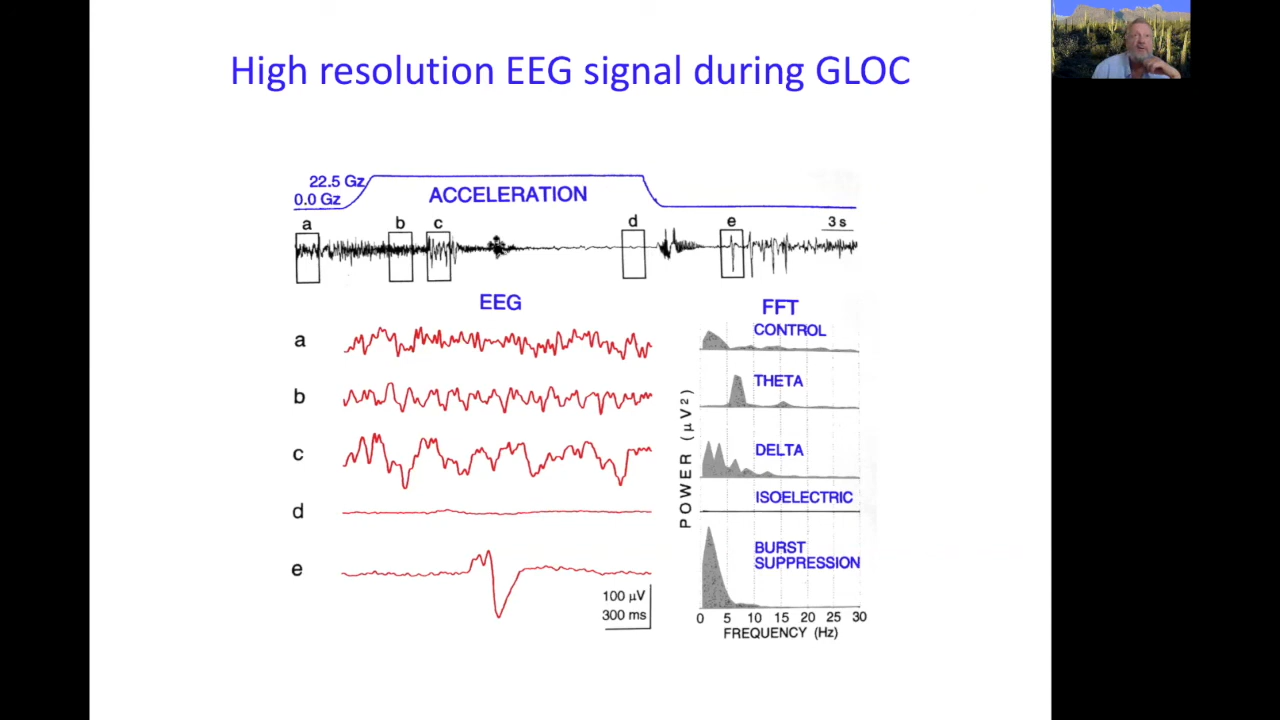 High resolution EEG signal during GLOC
22.5 Gz
0.0 Gz
ACCELERATION
a
b
c
d
e
3 s
EEG
FFT
a
CONTROL
b
THETA
c
DELTA
d
ISOELECTRIC
e
BURST
SUPPRESSION
100 µV
300 ms
POWER (µV²)
0 5 10 15 20 25 30
FREQUENCY (Hz)